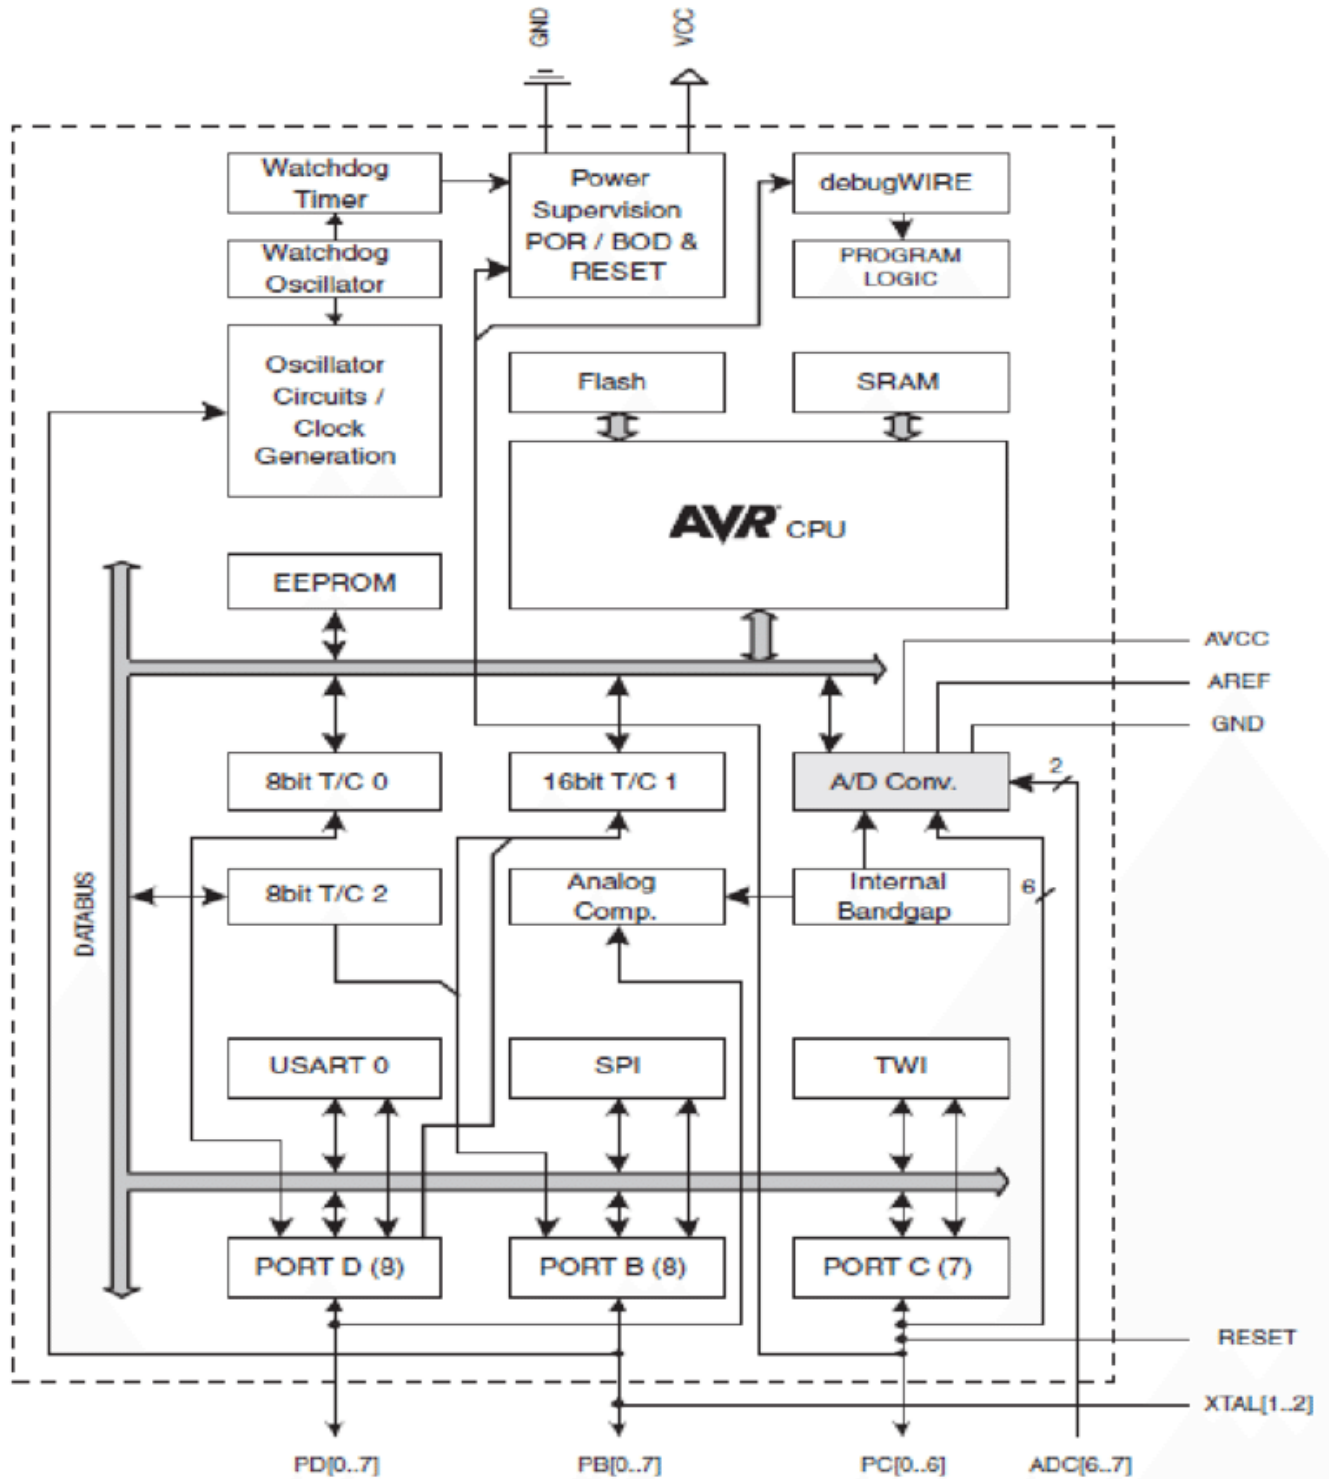 GND
VCC
Watchdog
Timer
Power
Supervision
POR / BOD &
RESET
debugWIRE
Watchdog
Oscillator
PROGRAM
LOGIC
Oscillator
Circuits /
Clock
Generation
Flash
SRAM
AVR CPU
EEPROM
AVCC
AREF
GND
8bit T/C 0
16bit T/C 1
A/D Conv.
2
DATABUS
8bit T/C 2
Analog
Comp.
Internal
Bandgap
6
USART 0
SPI
TWI
PORT D (8)
PORT B (8)
PORT C (7)
RESET
XTAL[1..2]
PD[0..7]
PB[0..7]
PC[0..6]
ADC[6..7]